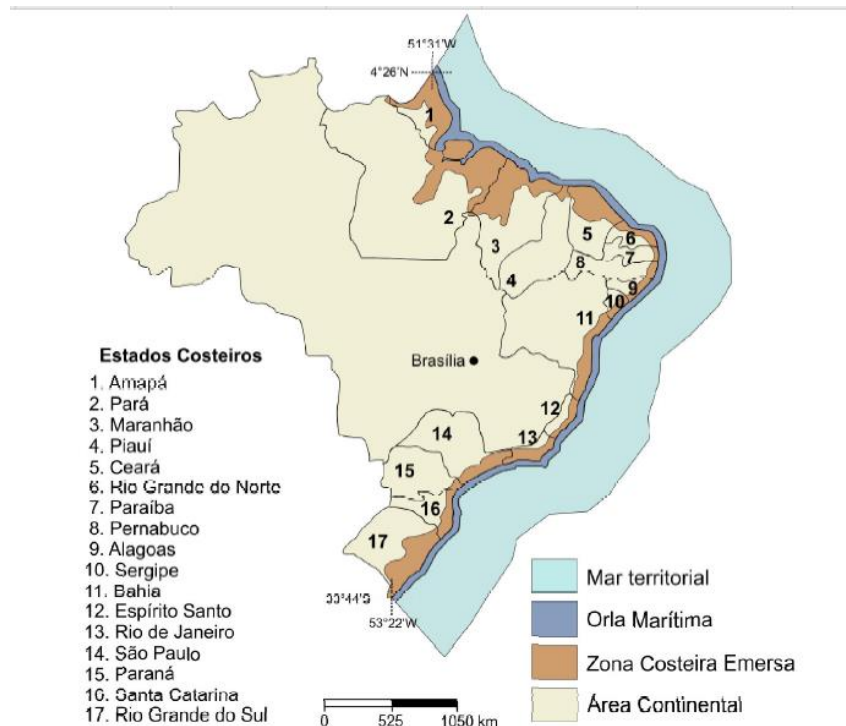 51°31'W
4°26'N
1
2
3
4
5
6
7
8
9
10
11
12
13
14
15
16
17
Brasília
33°44'S
53°22'W
Estados Costeiros
1. Amapá
2. Pará
3. Maranhão
4. Piauí
5. Ceará
6. Rio Grande do Norte
7. Paraíba
8. Pernabuco
9. Alagoas
10. Sergipe
11. Bahia
12. Espírito Santo
13. Rio de Janeiro
14. São Paulo
15. Paraná
16. Santa Catarina
17. Rio Grande do Sul
Mar territorial
Orla Marítima
Zona Costeira Emersa
Área Continental
0 525 1050 km